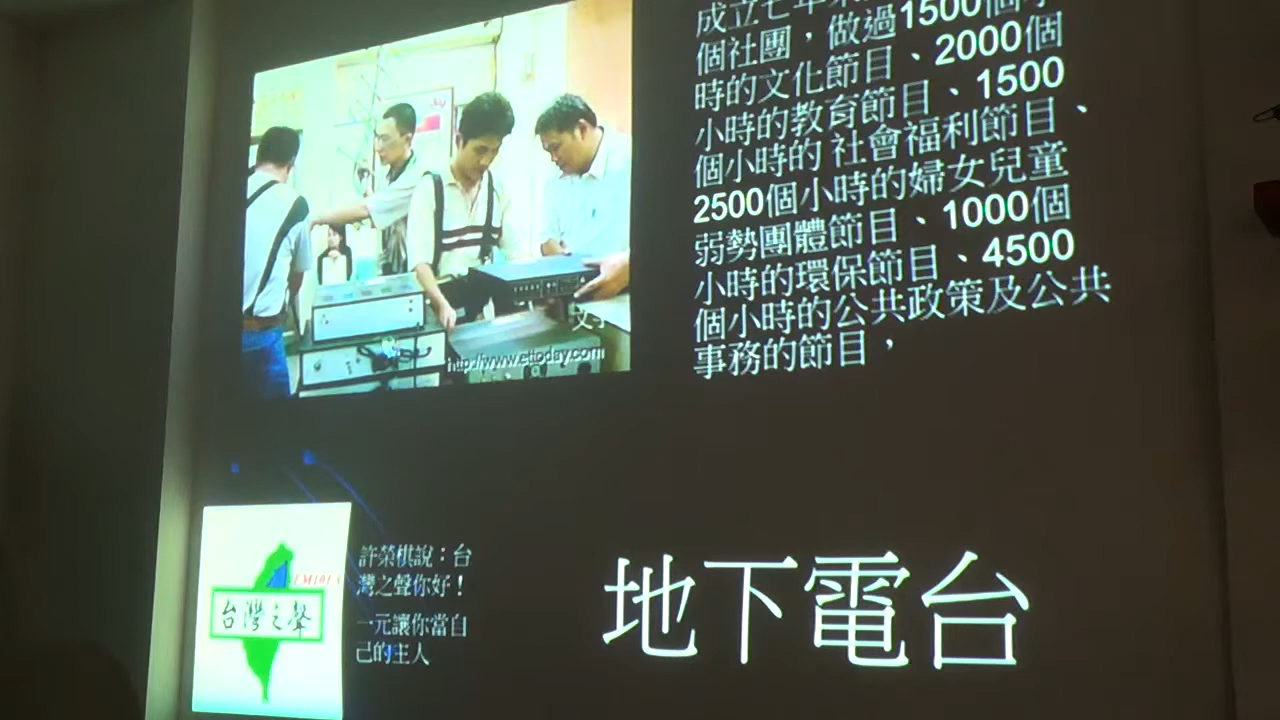 成立七年來
個社團，做過1500個小
時的文化節目、2000個
小時的教育節目、1500
個小時的 社會福利節目、
2500個小時的婦女兒童
弱勢團體節目、1000個
小時的環保節目、4500
個小時的公共政策及公共
事務的節目，
http://www.ettoday.com
台灣之聲
許榮棋說：台
灣之聲你好！
一元讓你當自
己的主人
地下電台